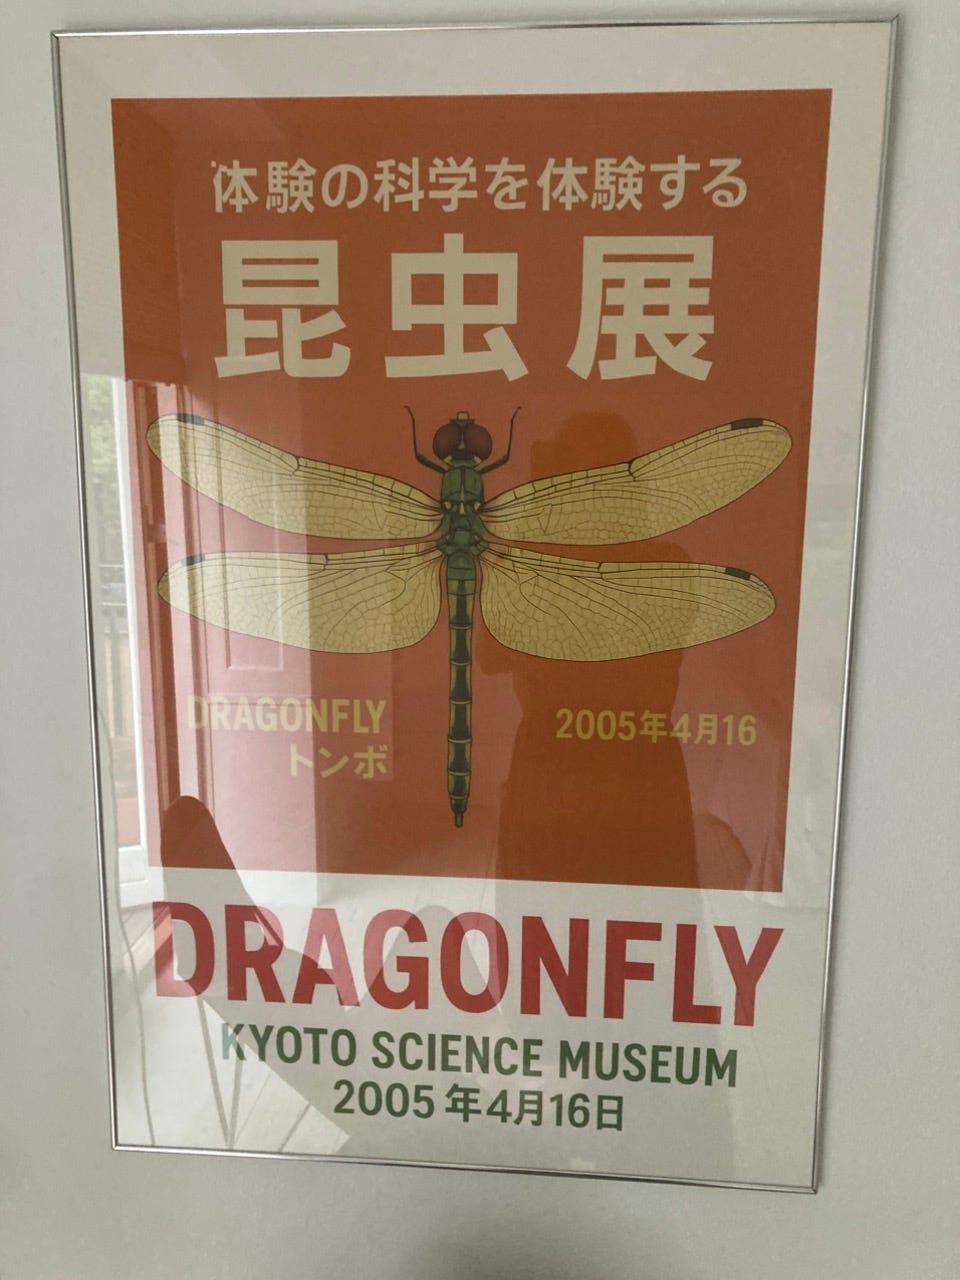 体験の科学を体験する
昆虫展
DRAGONFLY
トンボ
2005年4月16
DRAGONFLY
KYOTO SCIENCE MUSEUM
2005年4月16日